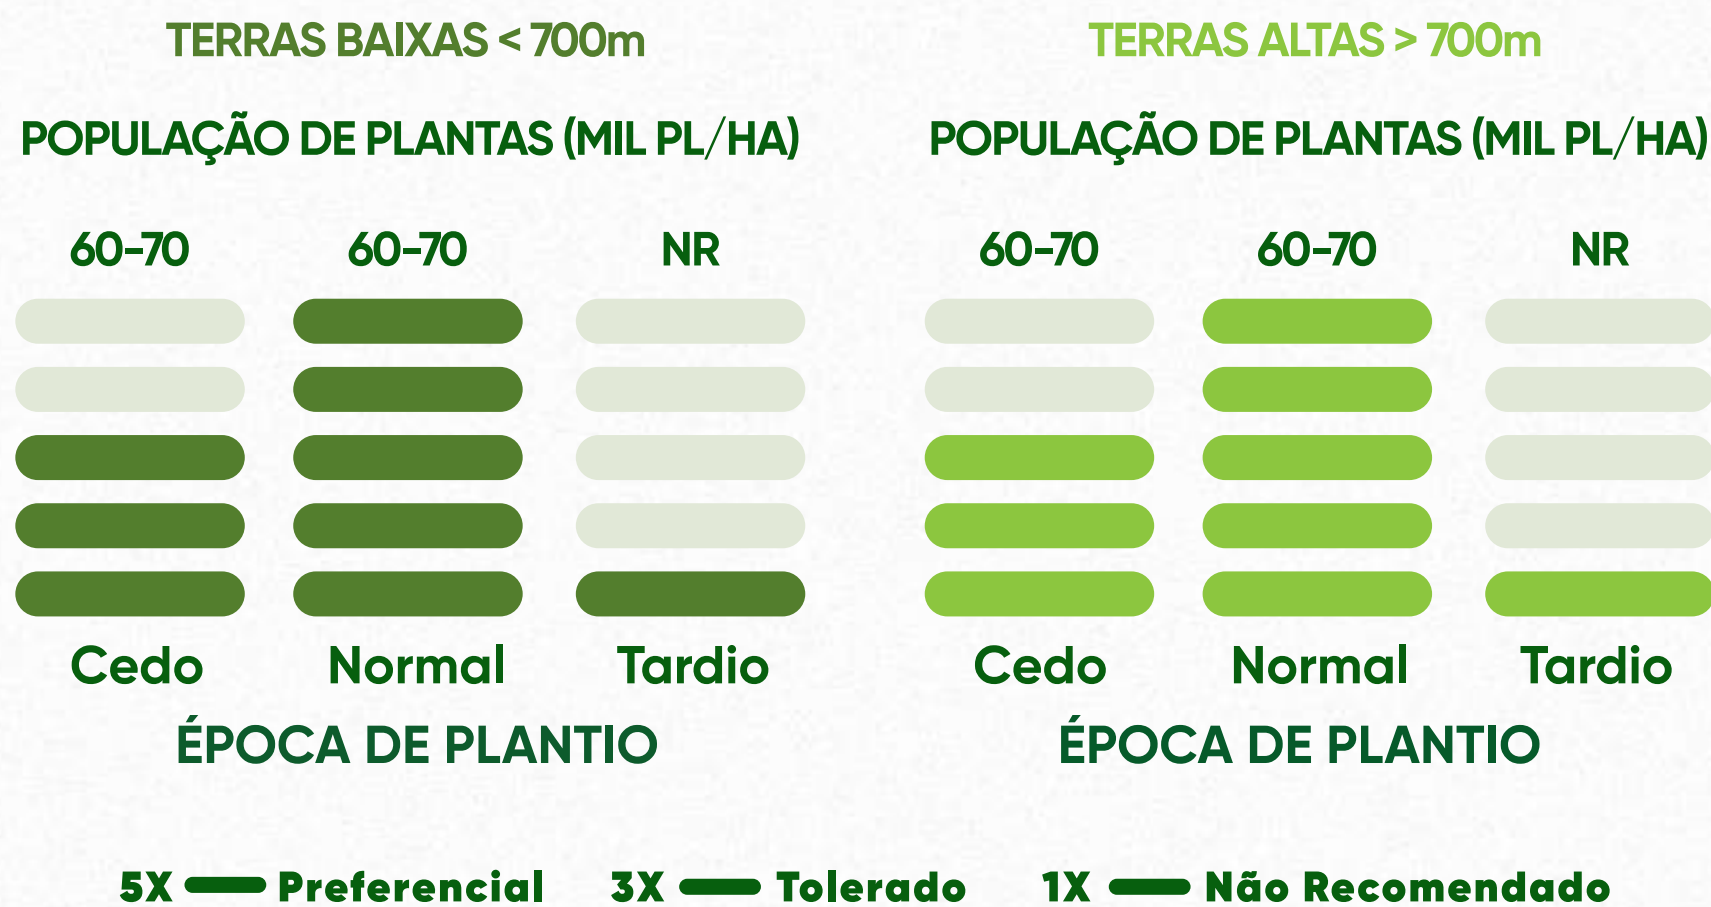 TERRAS BAIXAS < 700m
POPULAÇÃO DE PLANTAS (MIL PL/HA)
60-70 60-70 NR
Cedo Normal Tardio
ÉPOCA DE PLANTIO
TERRAS ALTAS > 700m
POPULAÇÃO DE PLANTAS (MIL PL/HA)
60-70 60-70 NR
Cedo Normal Tardio
ÉPOCA DE PLANTIO
5X Preferencial 3X Tolerado 1X Não Recomendado